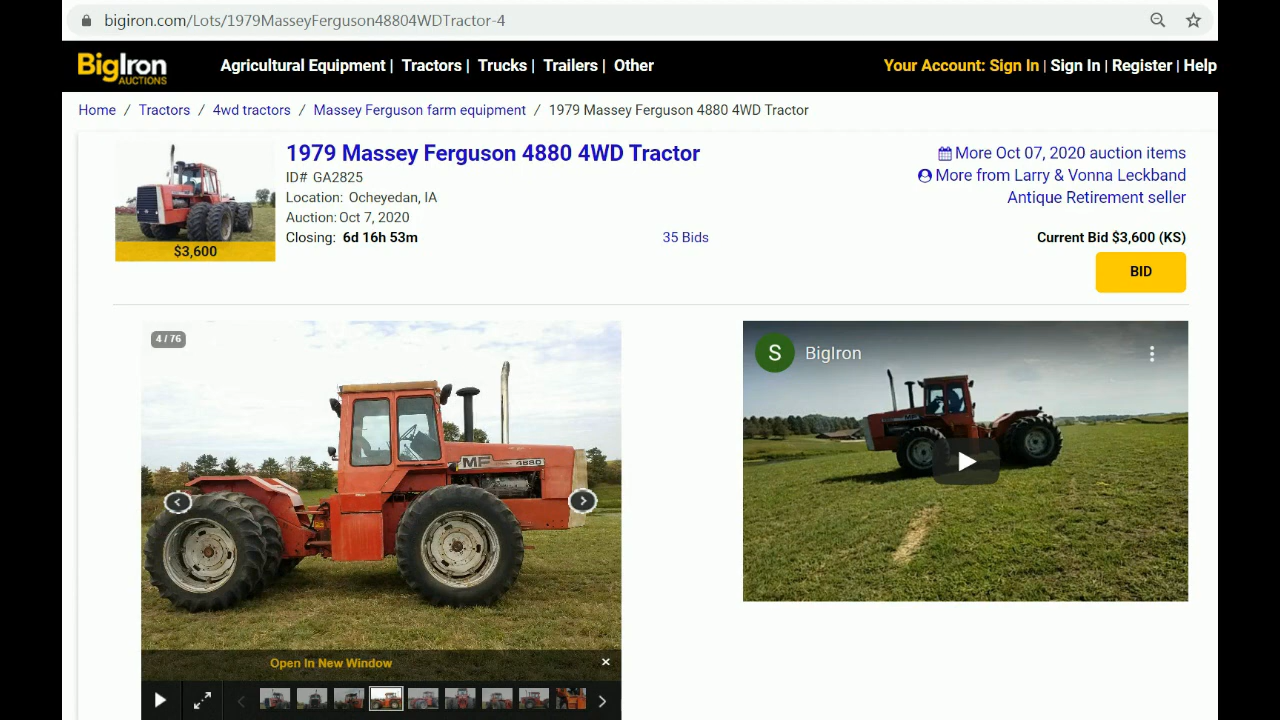 bigiron.com/Lots/1979MasseyFerguson48804WDTractor-4
BigIron
AUCTIONS
Agricultural Equipment | Tractors | Trucks | Trailers | Other
Your Account: Sign In | Sign In | Register | Help
Home / Tractors / 4wd tractors / Massey Ferguson farm equipment / 1979 Massey Ferguson 4880 4WD Tractor
$3,600
1979 Massey Ferguson 4880 4WD Tractor
ID# GA2825
Location: Ocheyedan, IA
Auction: Oct 7, 2020
Closing: 6d 16h 53m
35 Bids
More Oct 07, 2020 auction items
More from Larry & Vonna Leckband
Antique Retirement seller
Current Bid $3,600 (KS)
BID
4 / 76
MF 4880
Open In New Window
×
S BigIron
MF